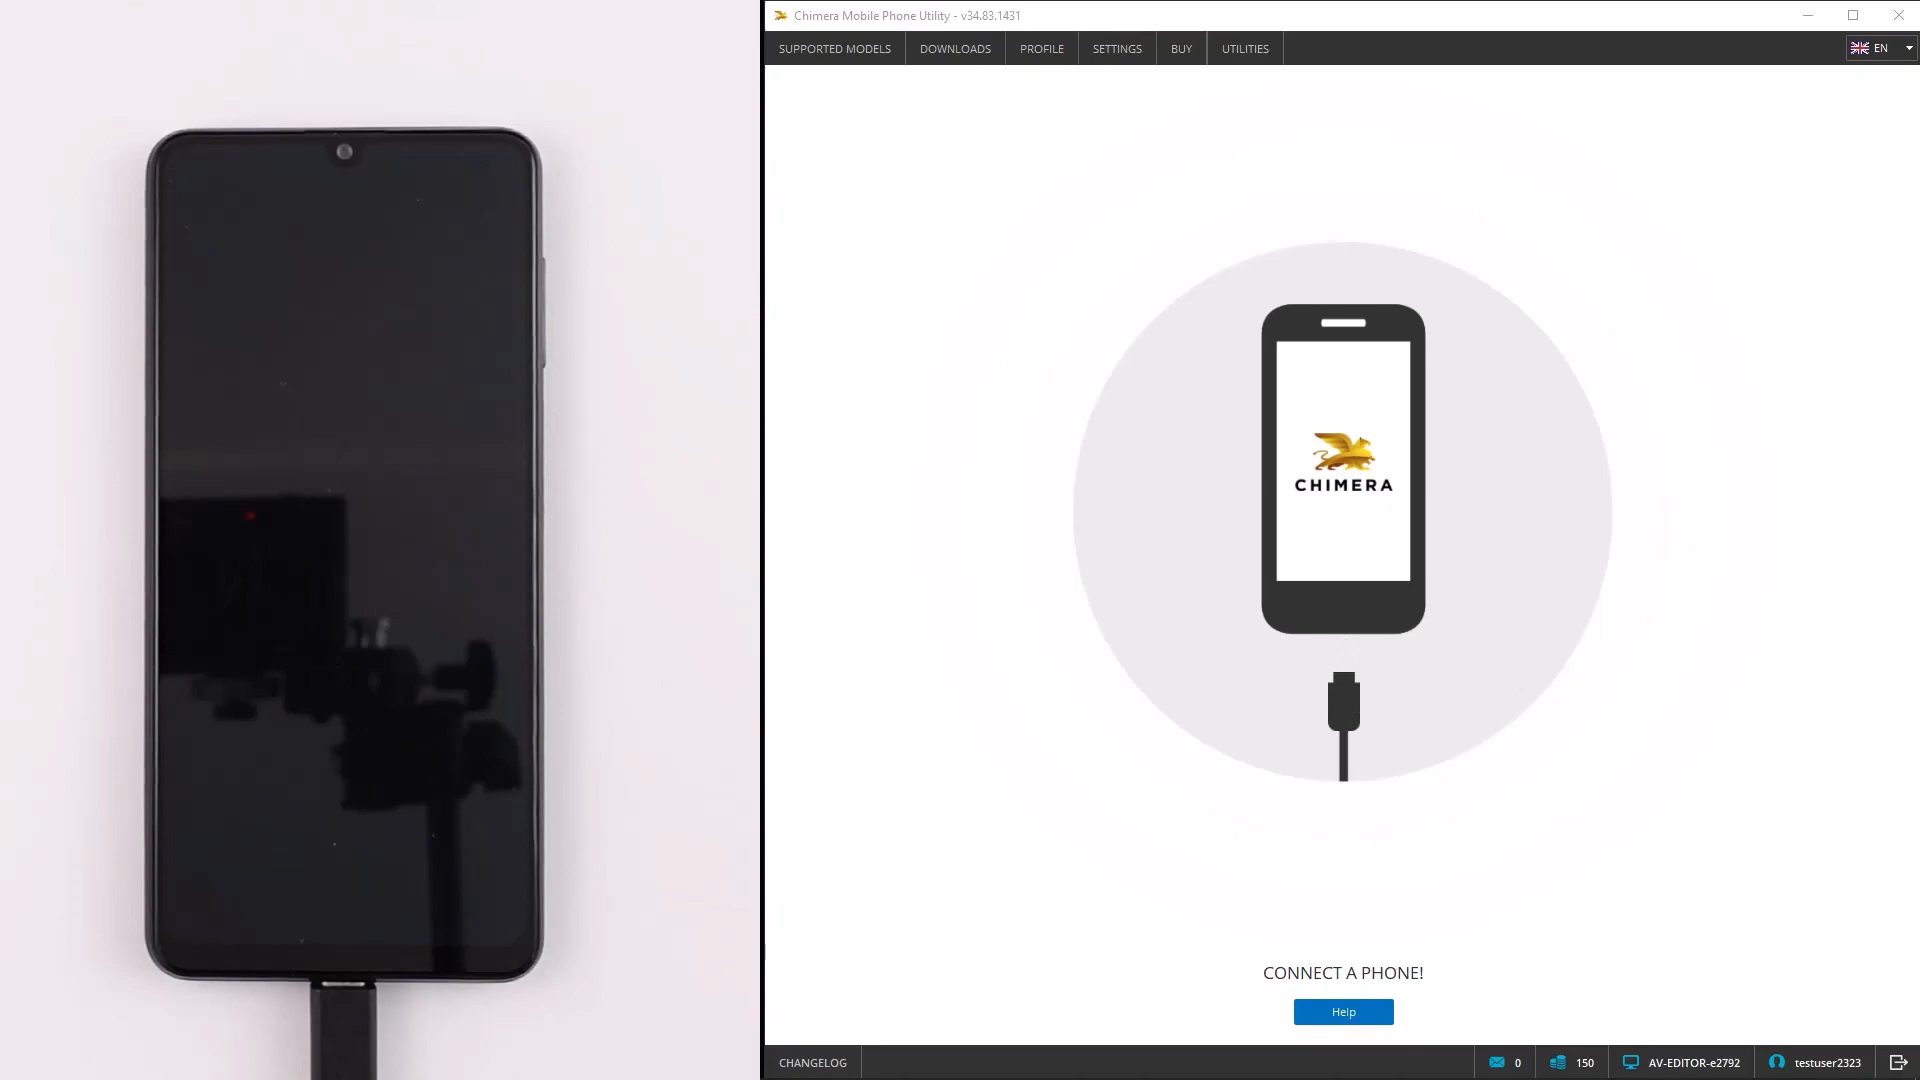 Chimera Mobile Phone Utility - v34.83.1431
SUPPORTED MODELS DOWNLOADS PROFILE SETTINGS BUY UTILITIES EN
CHIMERA
CONNECT A PHONE!
Help
CHANGELOG 0 150 AV-EDITOR-e2792 testuser2323